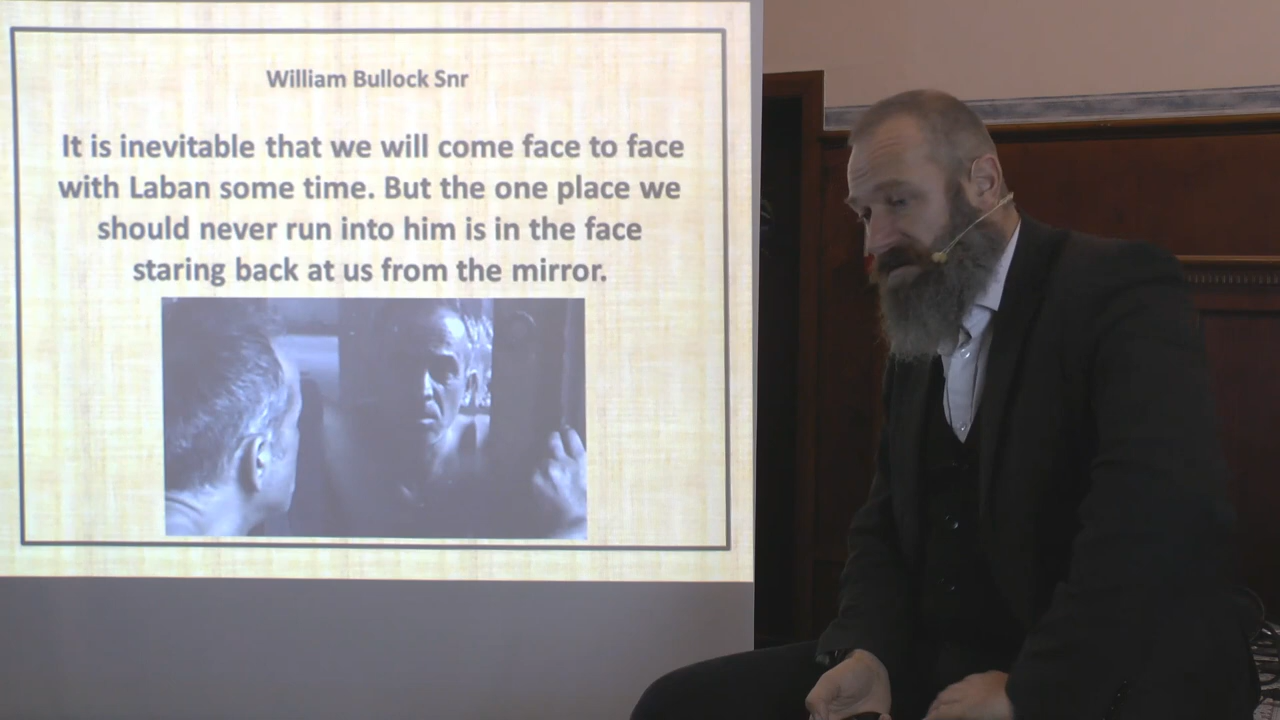 William Bullock Snr
It is inevitable that we will come face to face
with Laban some time. But the one place we
should never run into him is in the face
staring back at us from the mirror.